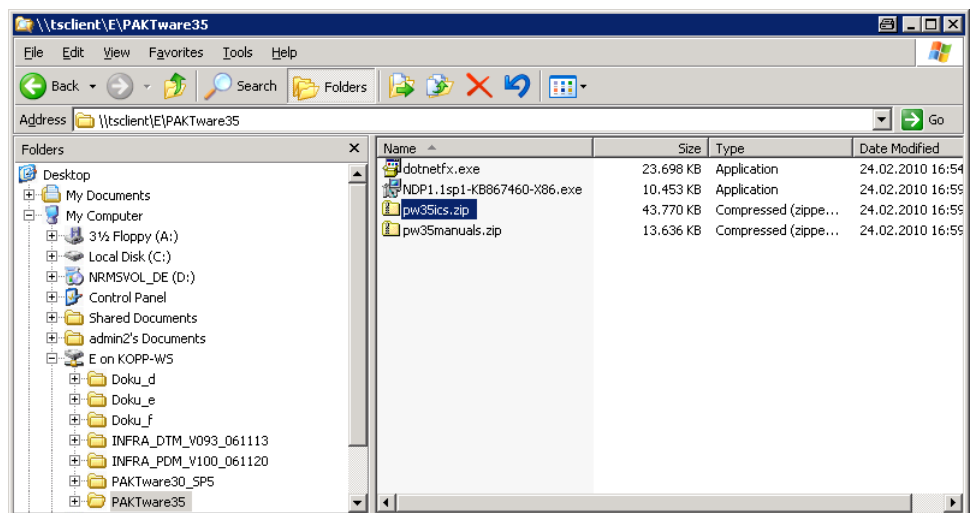 \\tsclient\E\PAKTware35
File Edit View Favorites Tools Help
Back Search Folders
Address \\tsclient\E\PAKTware35 Go
Folders
Name Size Type Date Modified
dotnetfx.exe 23.698 KB Application 24.02.2010 16:54
NDP1.1sp1-KB867460-X86.exe 10.453 KB Application 24.02.2010 16:59
pw35ics.zip 43.770 KB Compressed (zippe... 24.02.2010 16:59
pw35manuals.zip 13.636 KB Compressed (zippe... 24.02.2010 16:59
Desktop
My Documents
My Computer
3½ Floppy (A:)
Local Disk (C:)
NRMSVOL_DE (D:)
Control Panel
Shared Documents
admin2's Documents
E on KOPP-WS
Doku_d
Doku_e
Doku_f
INFRA_DTM_V093_061113
INFRA_PDM_V100_061120
PAKTware30_SP5
PAKTware35